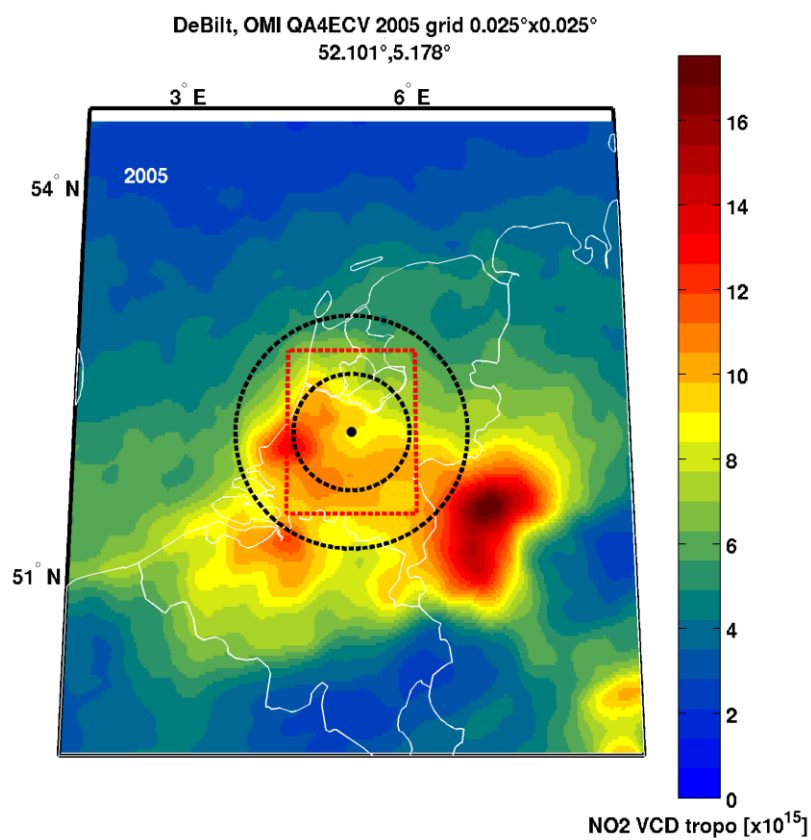 DeBilt, OMI QA4ECV 2005 grid 0.025°x0.025°
52.101°,5.178°
3° E
6° E
54° N
2005
51° N
16
14
12
10
8
6
4
2
0
NO2 VCD tropo [x10^15]